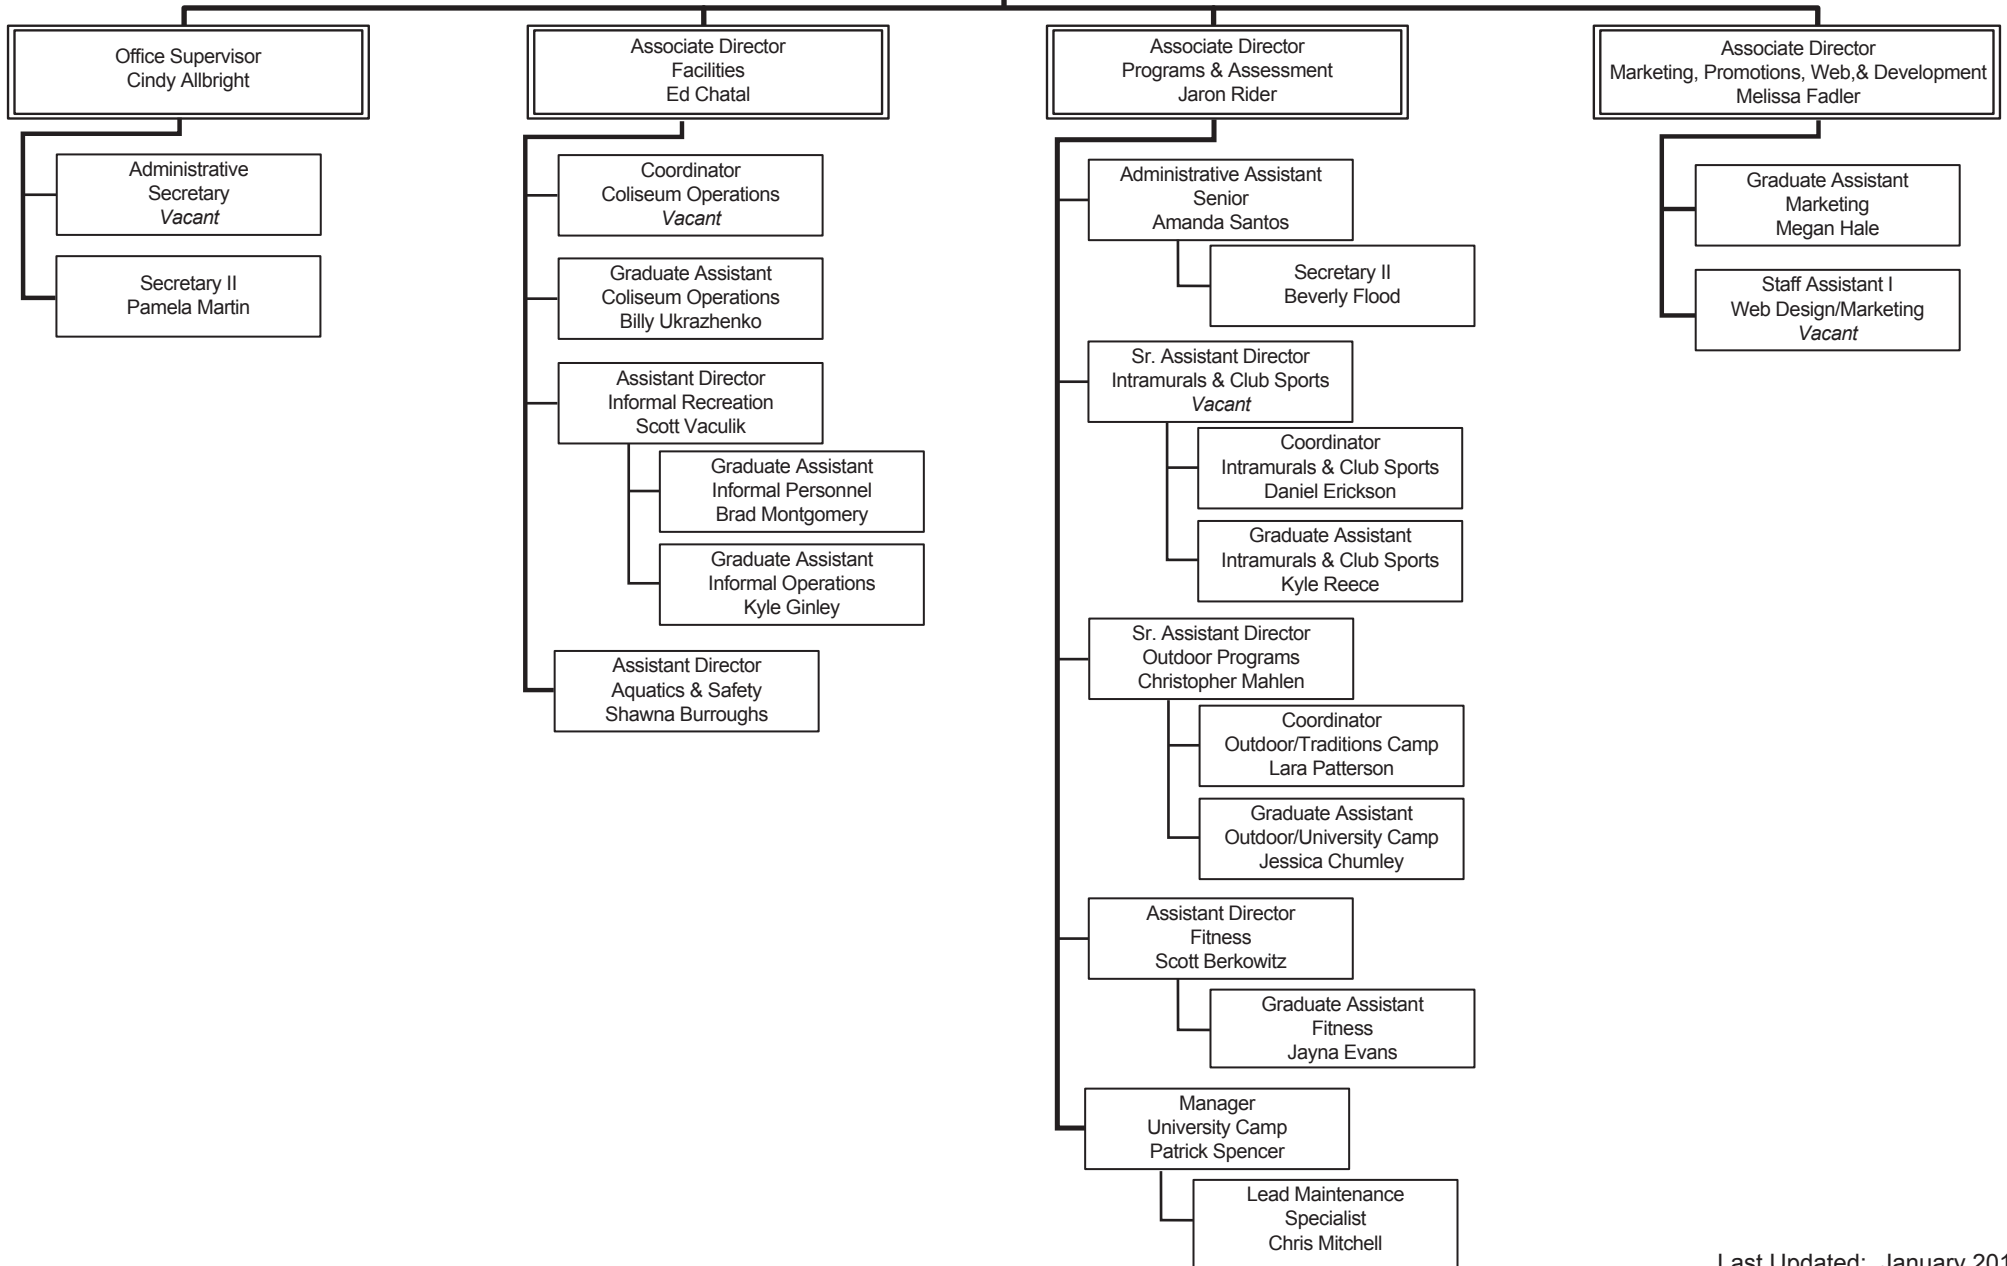 Office Supervisor
Cindy Allbright
Administrative
Secretary
Vacant
Secretary II
Pamela Martin
Associate Director
Facilities
Ed Chatal
Coordinator
Coliseum Operations
Vacant
Graduate Assistant
Coliseum Operations
Billy Ukrazhenko
Assistant Director
Informal Recreation
Scott Vaculik
Graduate Assistant
Informal Personnel
Brad Montgomery
Graduate Assistant
Informal Operations
Kyle Ginley
Assistant Director
Aquatics & Safety
Shawna Burroughs
Associate Director
Programs & Assessment
Jaron Rider
Administrative Assistant
Senior
Amanda Santos
Secretary II
Beverly Flood
Sr. Assistant Director
Intramurals & Club Sports
Vacant
Coordinator
Intramurals & Club Sports
Daniel Erickson
Graduate Assistant
Intramurals & Club Sports
Kyle Reece
Sr. Assistant Director
Outdoor Programs
Christopher Mahlen
Coordinator
Outdoor/Traditions Camp
Lara Patterson
Graduate Assistant
Outdoor/University Camp
Jessica Chumley
Assistant Director
Fitness
Scott Berkowitz
Graduate Assistant
Fitness
Jayna Evans
Manager
University Camp
Patrick Spencer
Lead Maintenance
Specialist
Chris Mitchell
Associate Director
Marketing, Promotions, Web,& Development
Melissa Fadler
Graduate Assistant
Marketing
Megan Hale
Staff Assistant I
Web Design/Marketing
Vacant
Last Updated: January